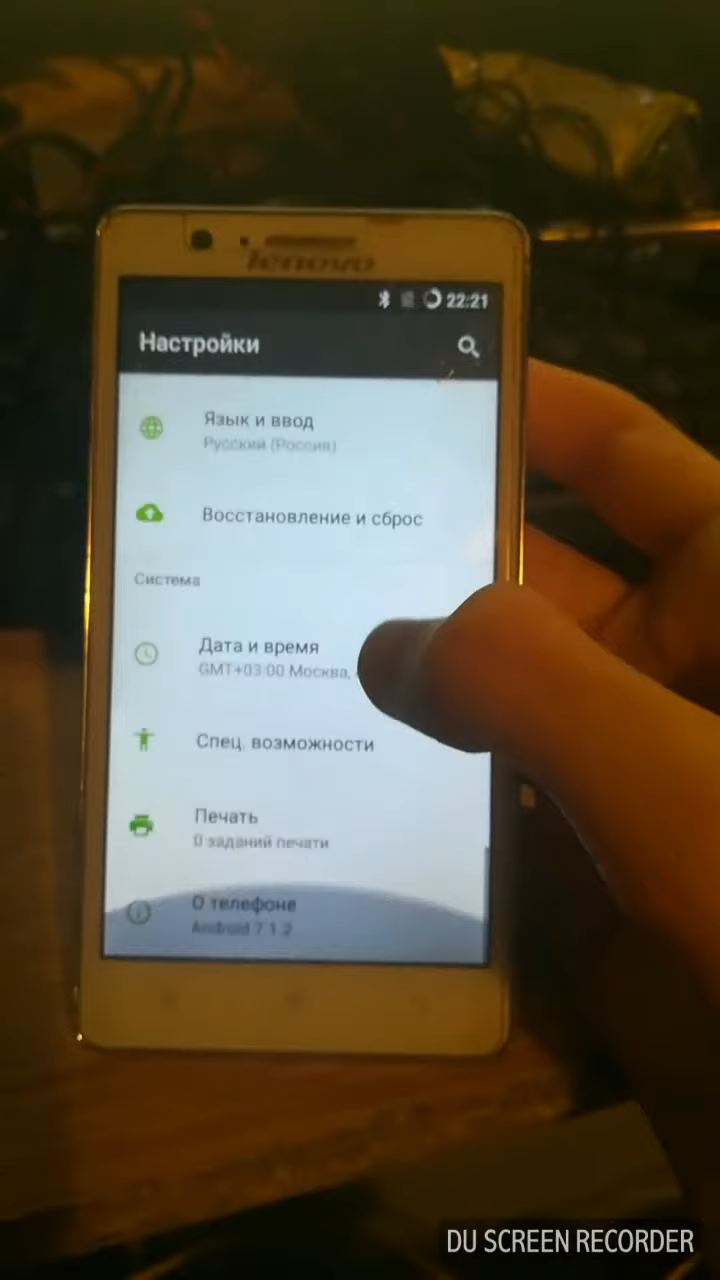 lenovo
22:21
Настройки
Язык и ввод
Русский (Россия)
Восстановление и сброс
Система
Дата и время
GMT+03:00 Москва,
Спец. возможности
Печать
0 заданий печати
О телефоне
Android 7.1.2
DU SCREEN RECORDER